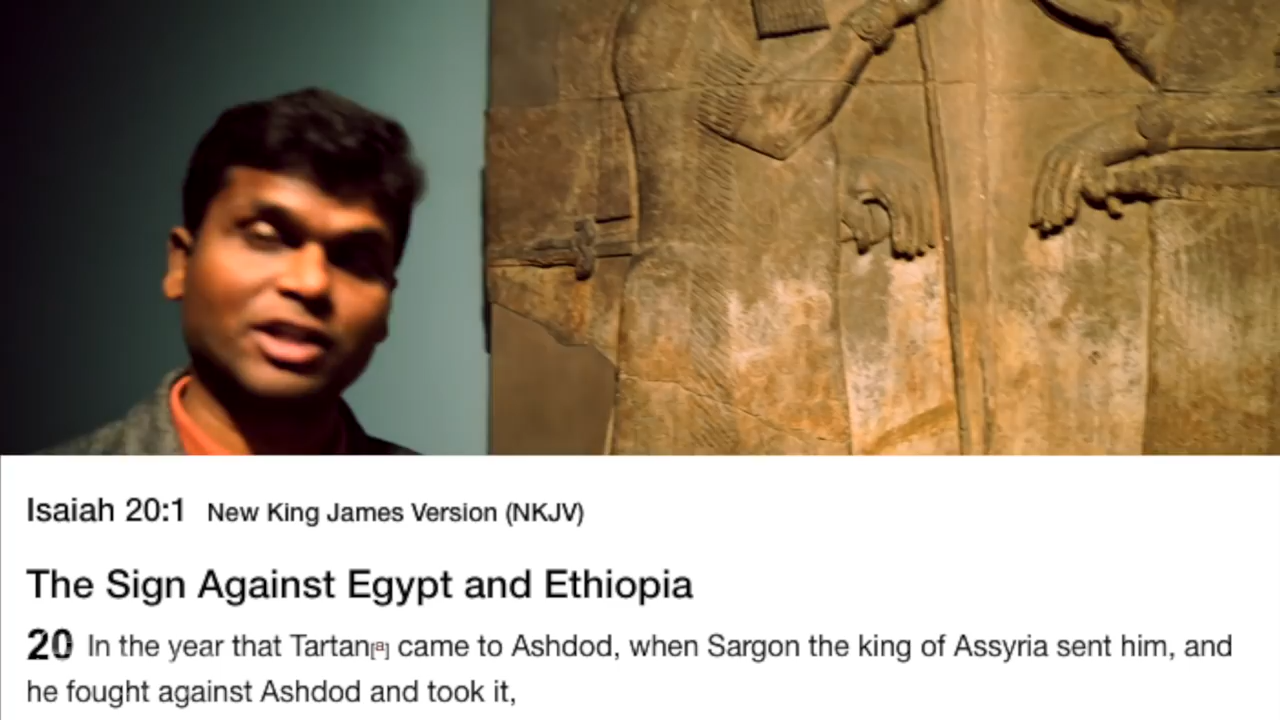 Isaiah 20:1 New King James Version (NKJV)
The Sign Against Egypt and Ethiopia
20 In the year that Tartan[a] came to Ashdod, when Sargon the king of Assyria sent him, and
he fought against Ashdod and took it,